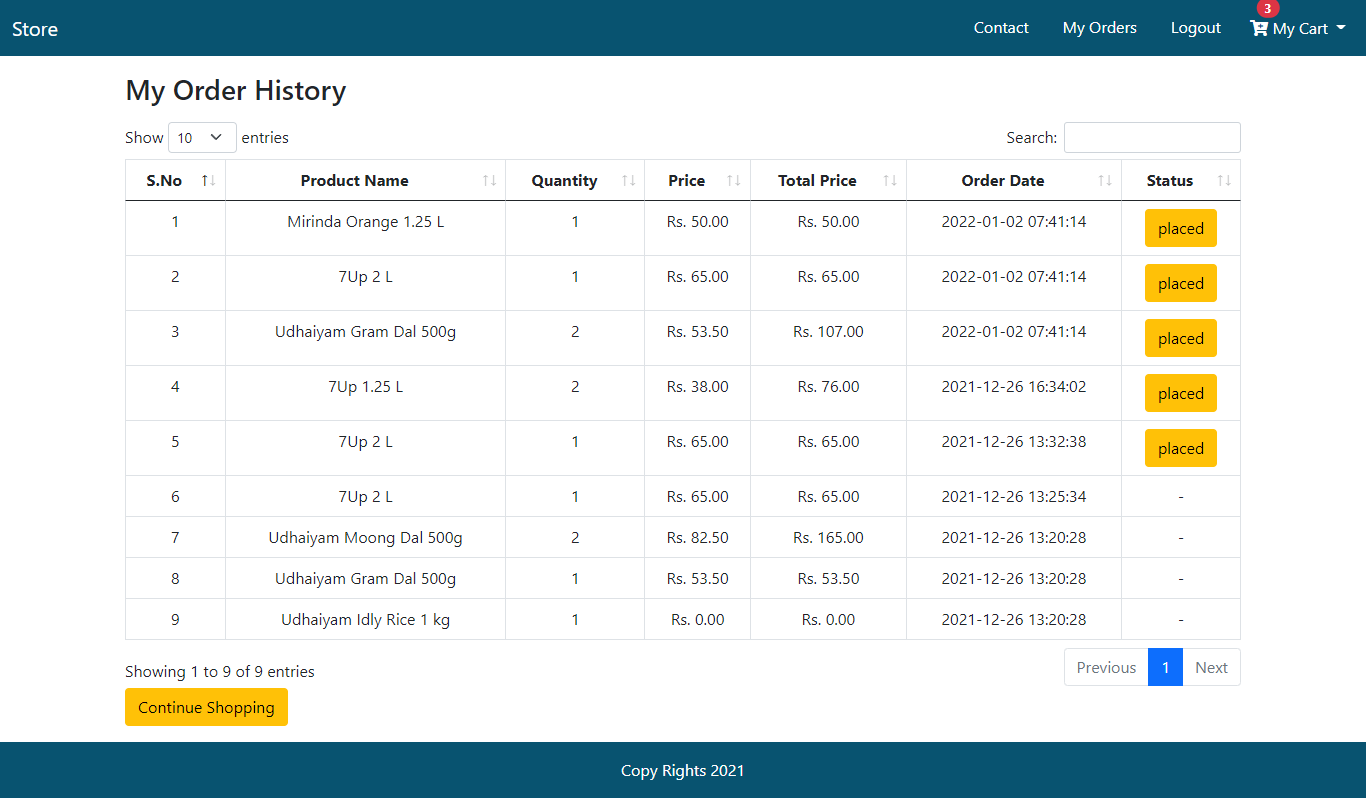 Store Contact My Orders Logout 3 My Cart
My Order History
Show 10 entries Search:
S.No Product Name Quantity Price Total Price Order Date Status
1 Mirinda Orange 1.25 L 1 Rs. 50.00 Rs. 50.00 2022-01-02 07:41:14 placed
2 7Up 2 L 1 Rs. 65.00 Rs. 65.00 2022-01-02 07:41:14 placed
3 Udhaiyam Gram Dal 500g 2 Rs. 53.50 Rs. 107.00 2022-01-02 07:41:14 placed
4 7Up 1.25 L 2 Rs. 38.00 Rs. 76.00 2021-12-26 16:34:02 placed
5 7Up 2 L 1 Rs. 65.00 Rs. 65.00 2021-12-26 13:32:38 placed
6 7Up 2 L 1 Rs. 65.00 Rs. 65.00 2021-12-26 13:25:34 -
7 Udhaiyam Moong Dal 500g 2 Rs. 82.50 Rs. 165.00 2021-12-26 13:20:28 -
8 Udhaiyam Gram Dal 500g 1 Rs. 53.50 Rs. 53.50 2021-12-26 13:20:28 -
9 Udhaiyam Idly Rice 1 kg 1 Rs. 0.00 Rs. 0.00 2021-12-26 13:20:28 -
Showing 1 to 9 of 9 entries Previous 1 Next
Continue Shopping
Copy Rights 2021